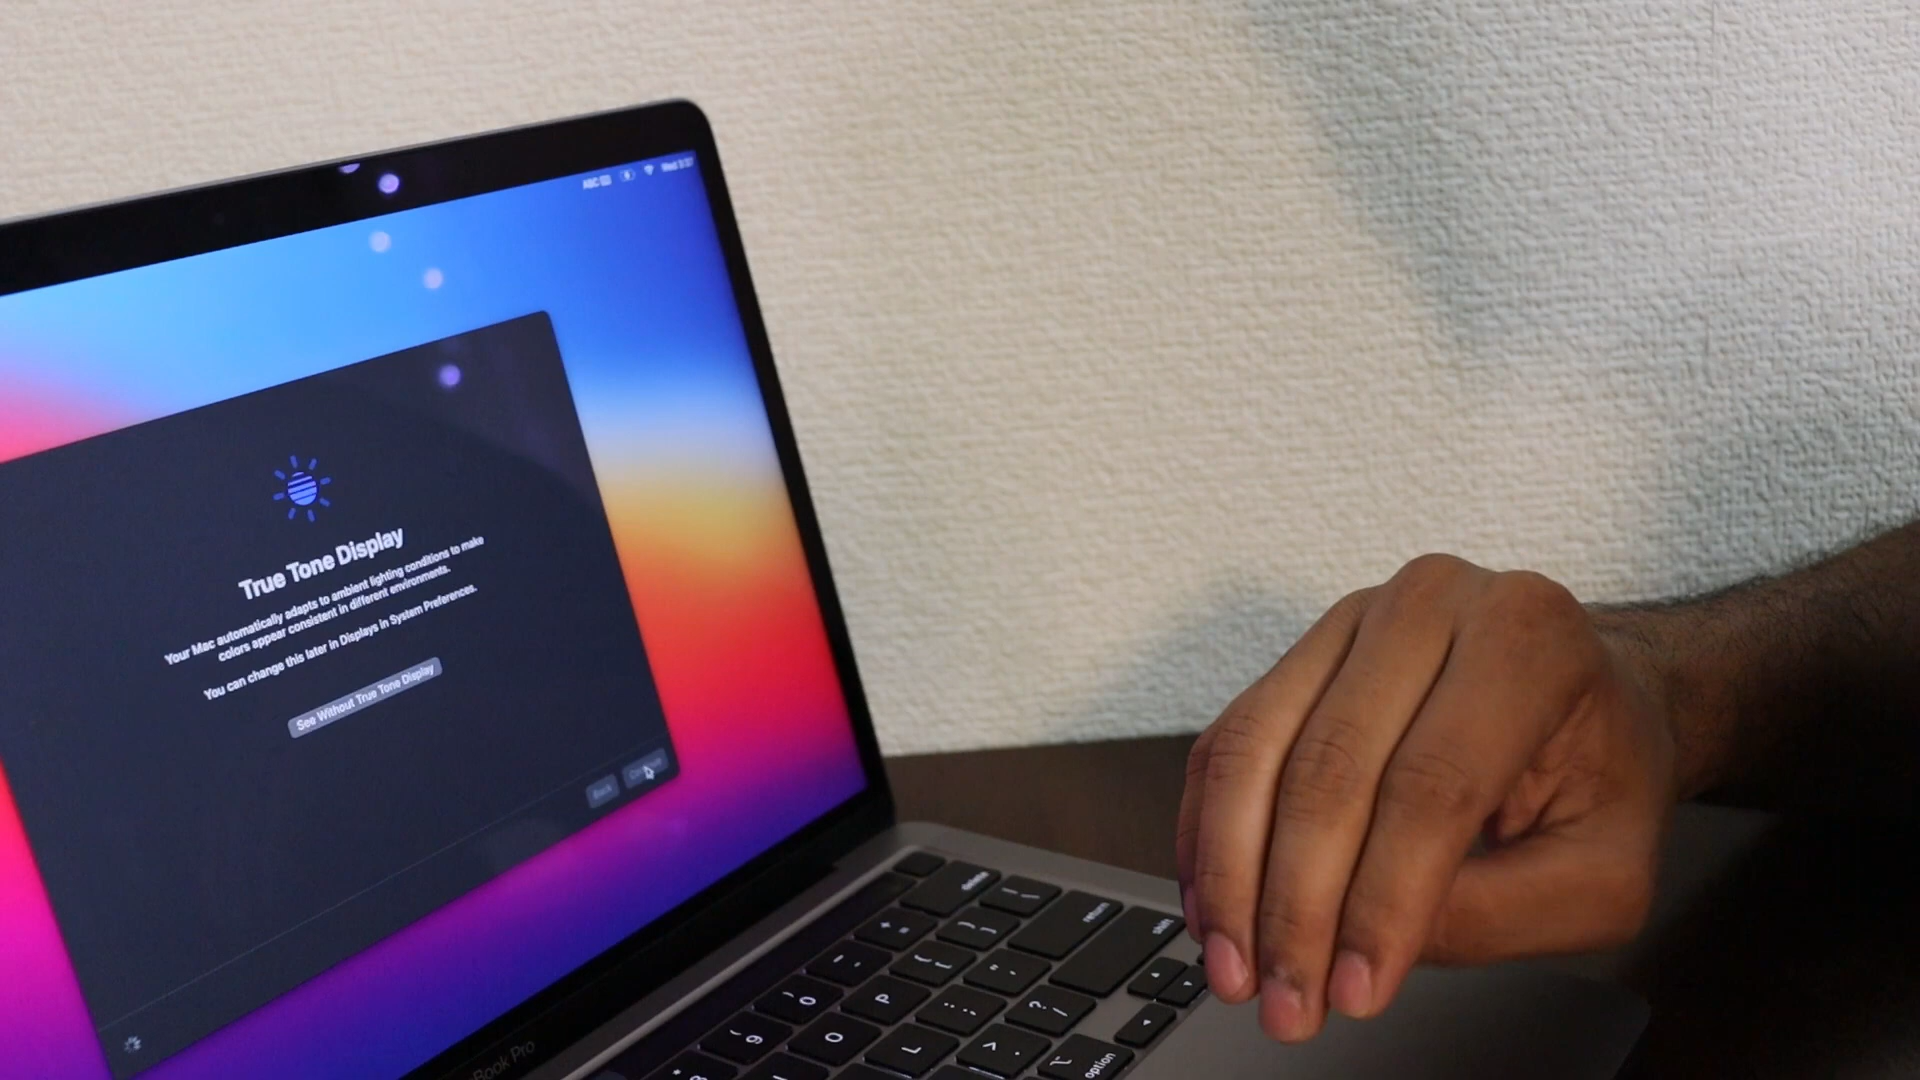 ABC
True Tone Display
Your Mac automatically adapts to ambient lighting conditions to make
colors appear consistent in different environments.
You can change this later in Displays in System Preferences.
See Without True Tone Display
Back
Book Pro
delete
return
shift
option
P
O
L